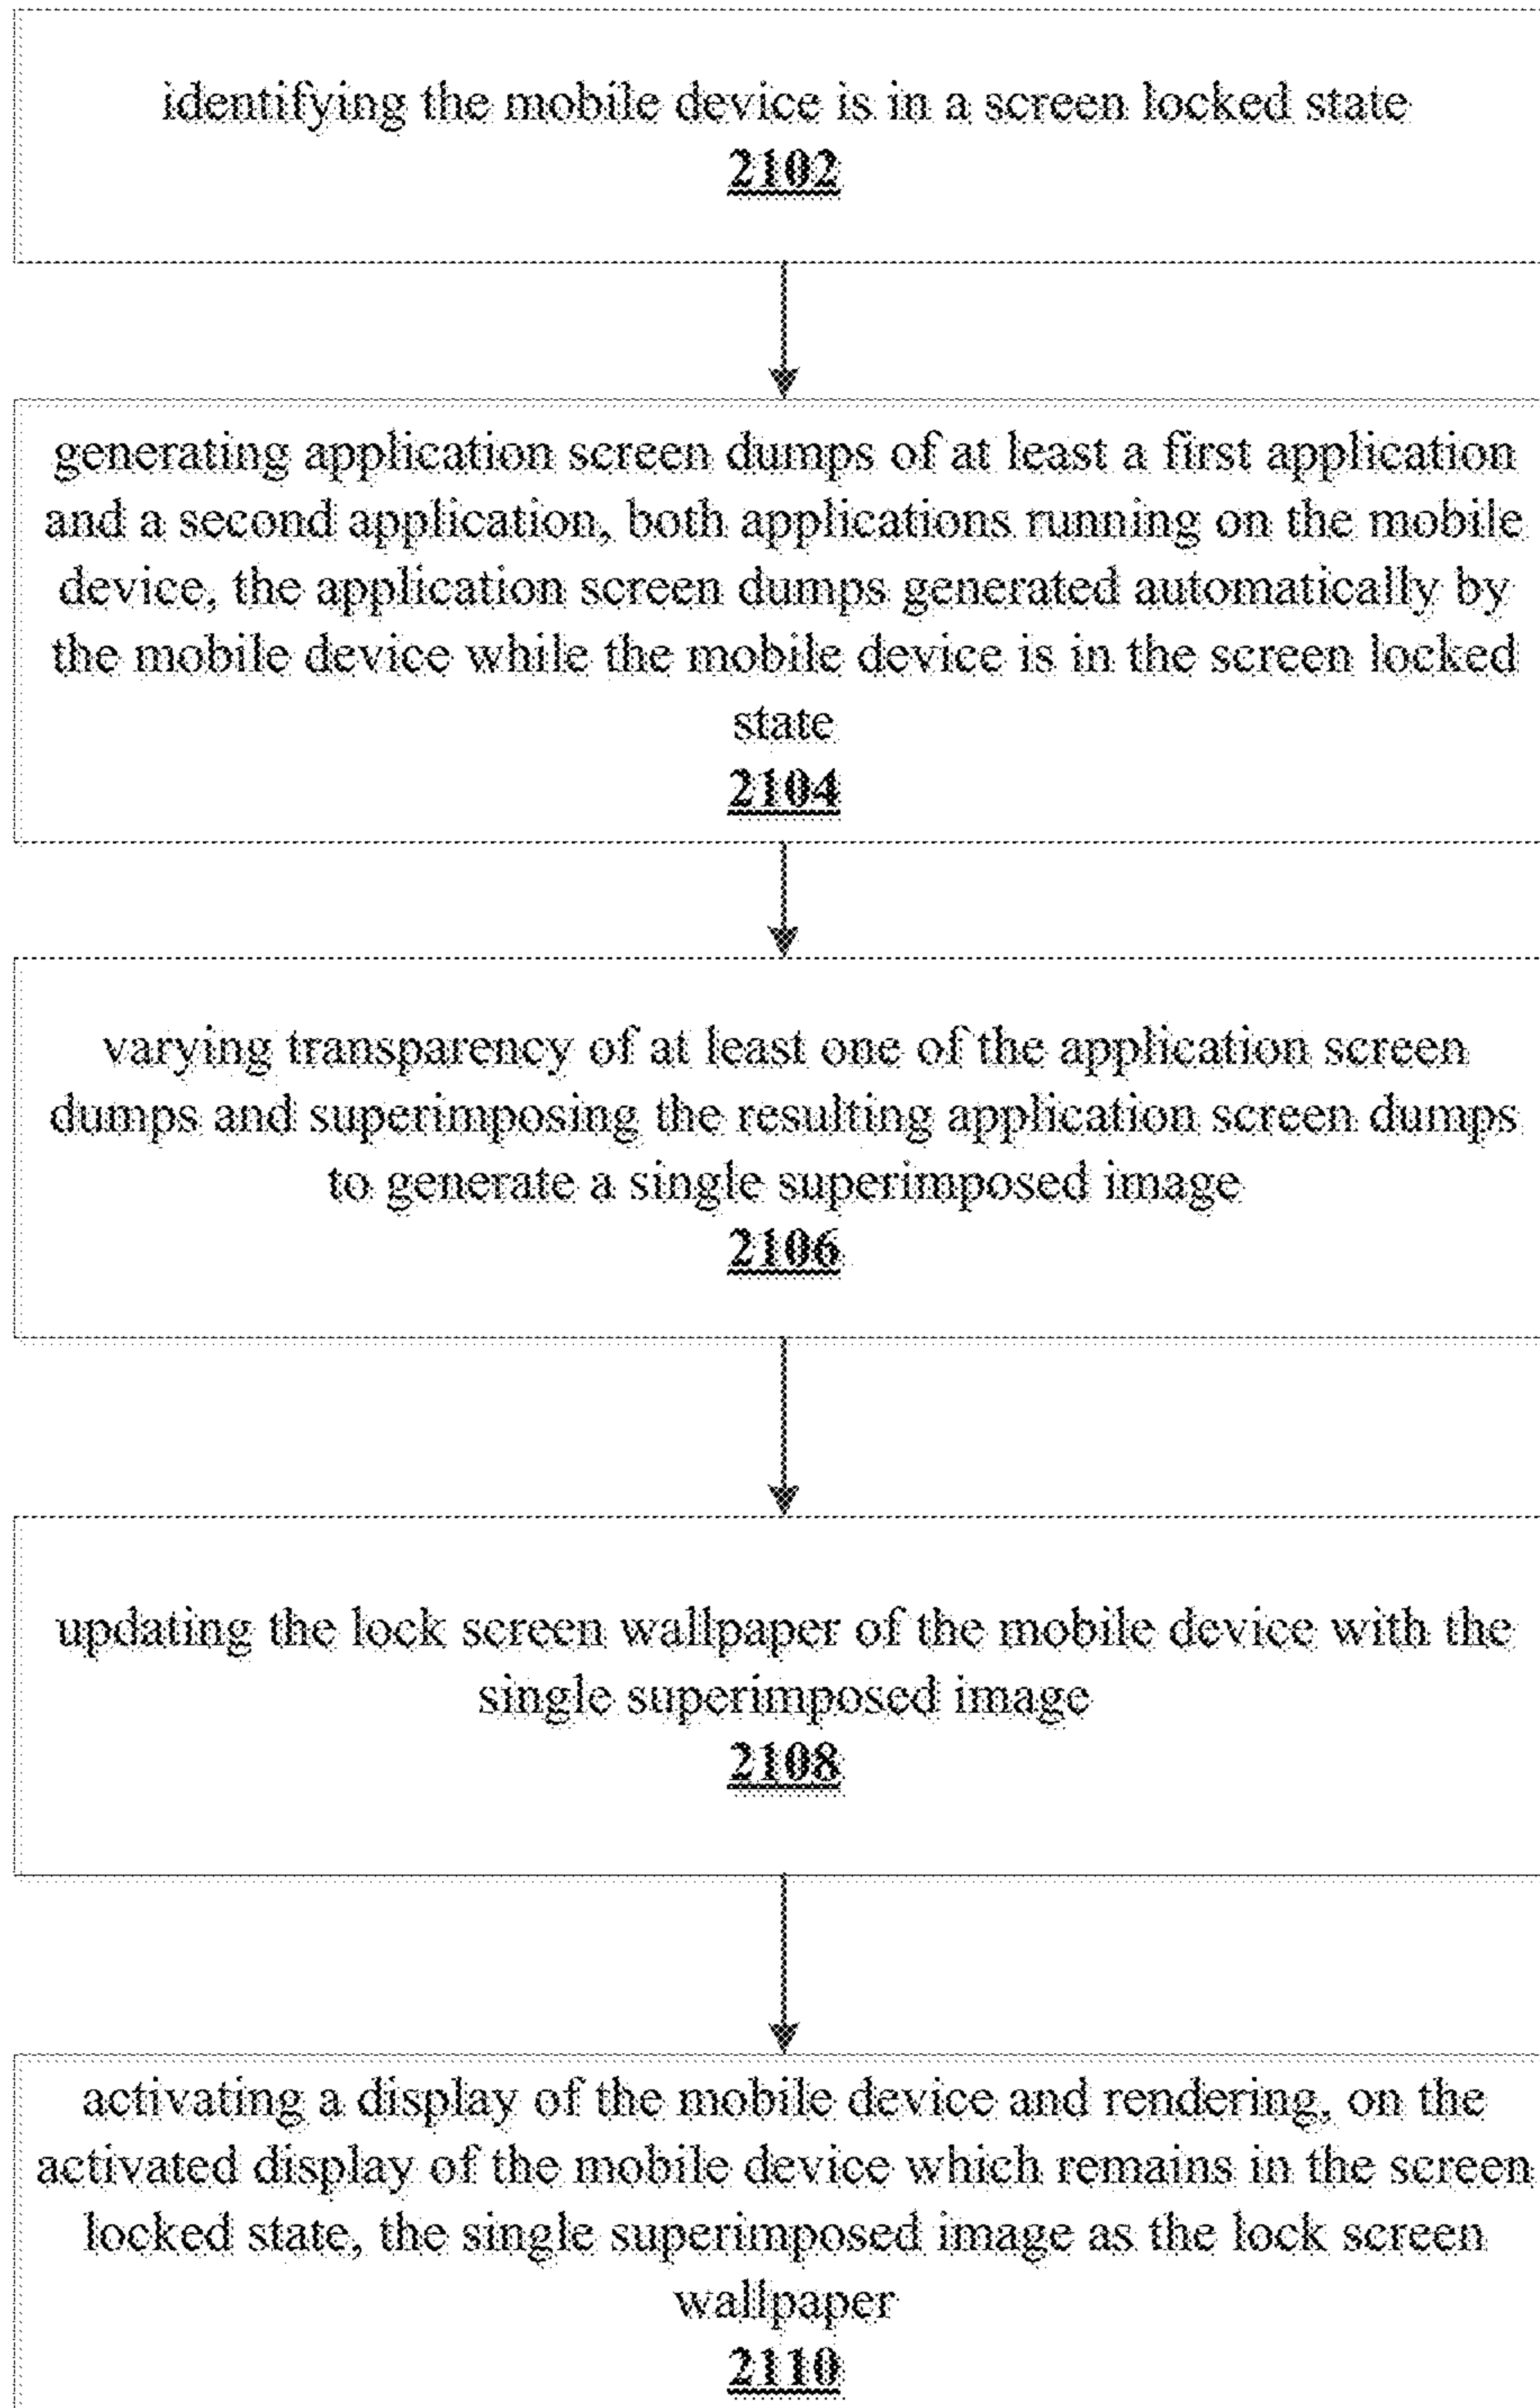 identifying the mobile device is in a screen locked state
2102
generating application screen dumps of at least a first application
and a second application, both applications running on the mobile
device, the application screen dumps generated automatically by
the mobile device while the mobile device is in the screen locked
state
2104
varying transparency of at least one of the application screen
dumps and superimposing the resulting application screen dumps
to generate a single superimposed image
2106
updating the lock screen wallpaper of the mobile device with the
single superimposed image
2108
activating a display of the mobile device and rendering, on the
activated display of the mobile device which remains in the screen
locked state, the single superimposed image as the lock screen
wallpaper
2110